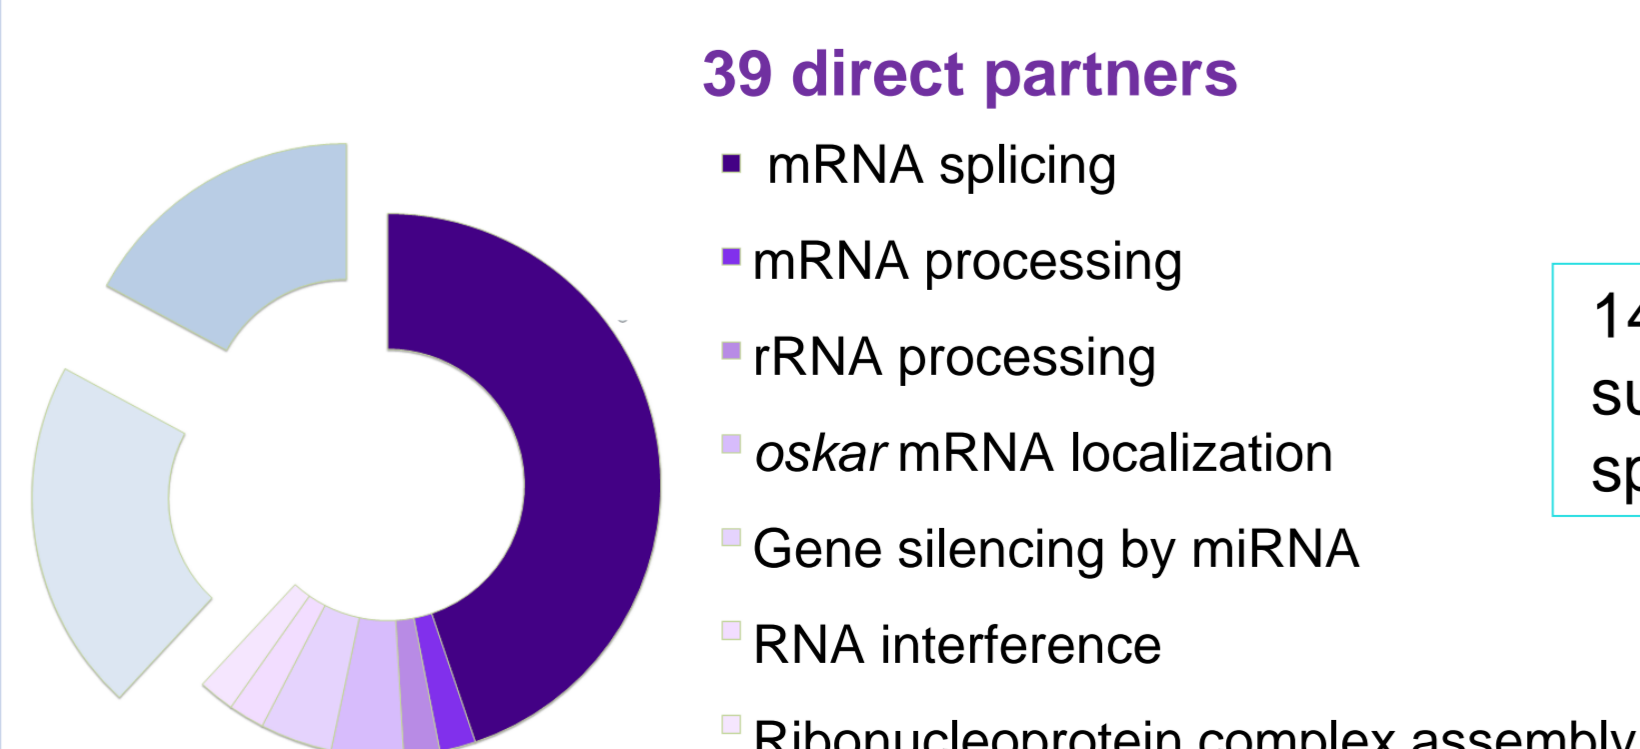 39 direct partners
mRNA splicing
mRNA processing
rRNA processing
oskar mRNA localization
Gene silencing by miRNA
RNA interference
Ribonucleoprotein complex assembly